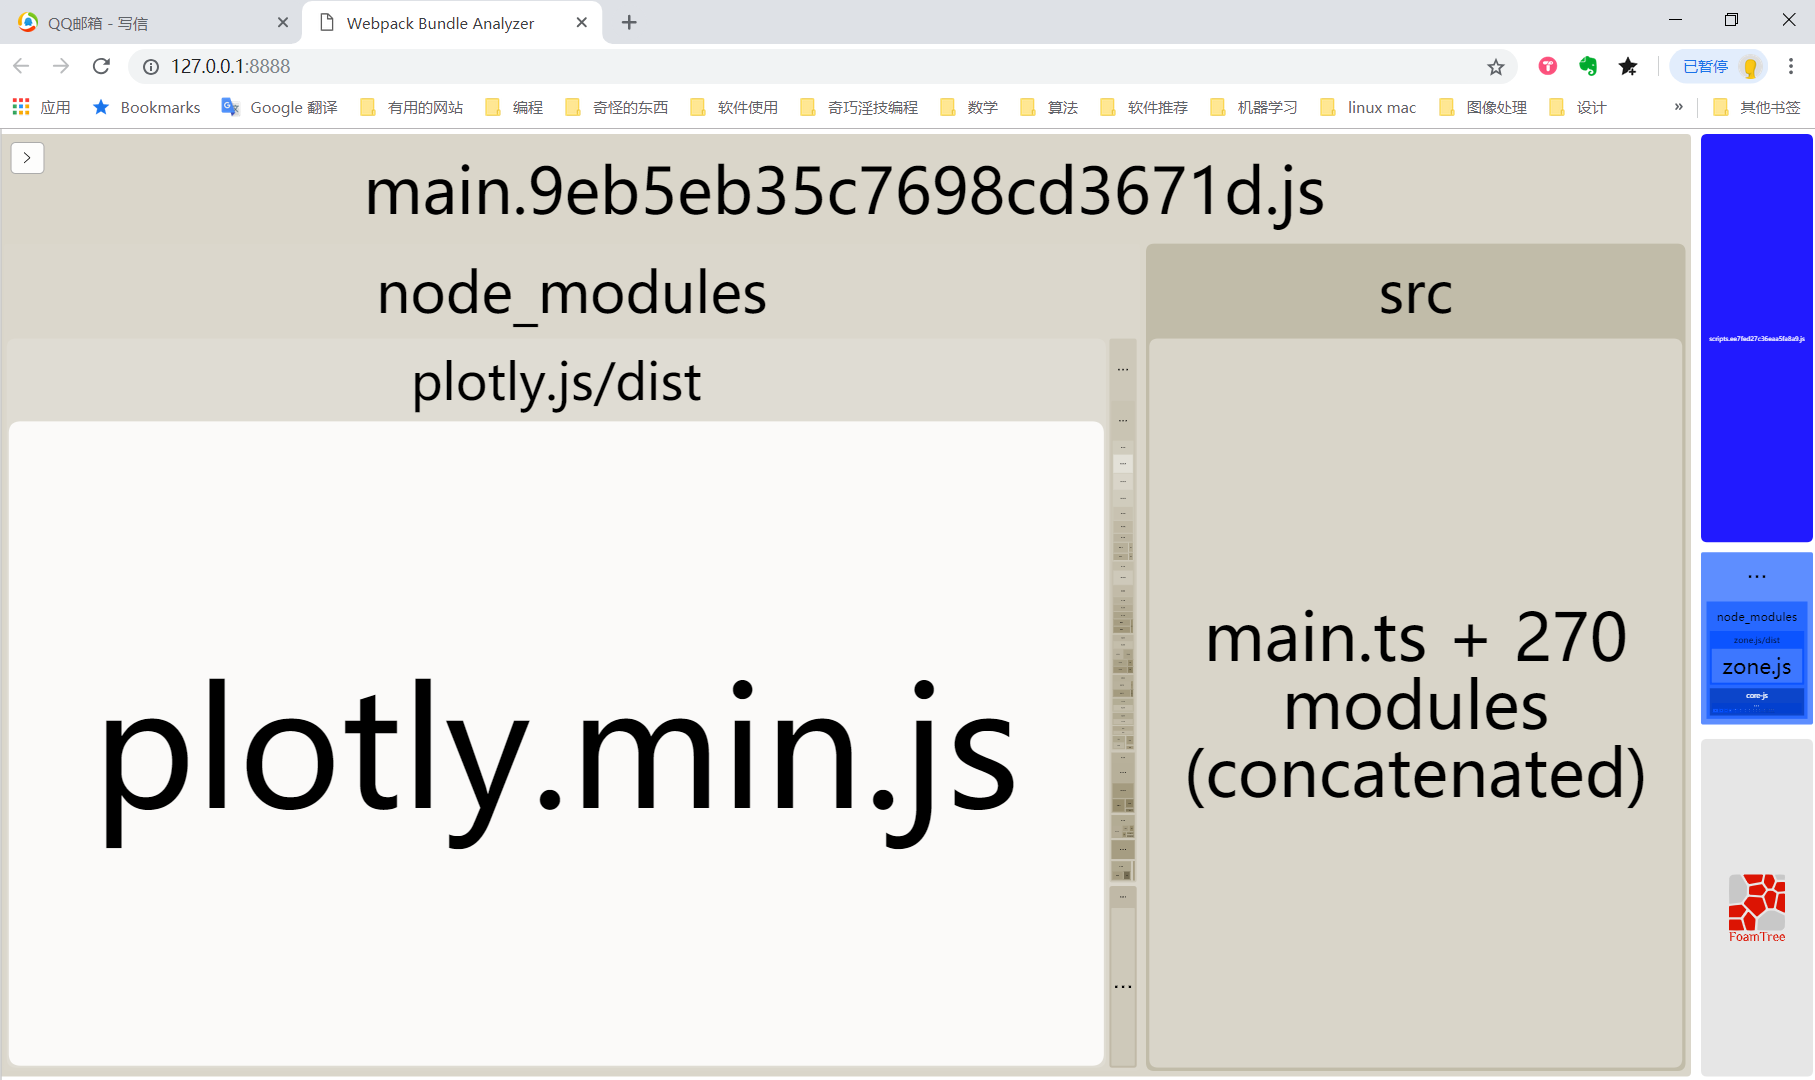 QQ邮箱 - 写信
Webpack Bundle Analyzer
127.0.0.1:8888
已暂停
应用
Bookmarks
Google 翻译
有用的网站
编程
奇怪的东西
软件使用
奇巧淫技编程
数学
算法
软件推荐
机器学习
linux mac
图像处理
设计
»
其他书签
main.9eb5eb35c7698cd3671d.js
node_modules
src
plotly.js/dist
plotly.min.js
main.ts + 270
modules
(concatenated)
scripts.ee7fed27c36eaa5fa8a9.js
...
node_modules
zone.js/dist
zone.js
core-js
...
FoamTree